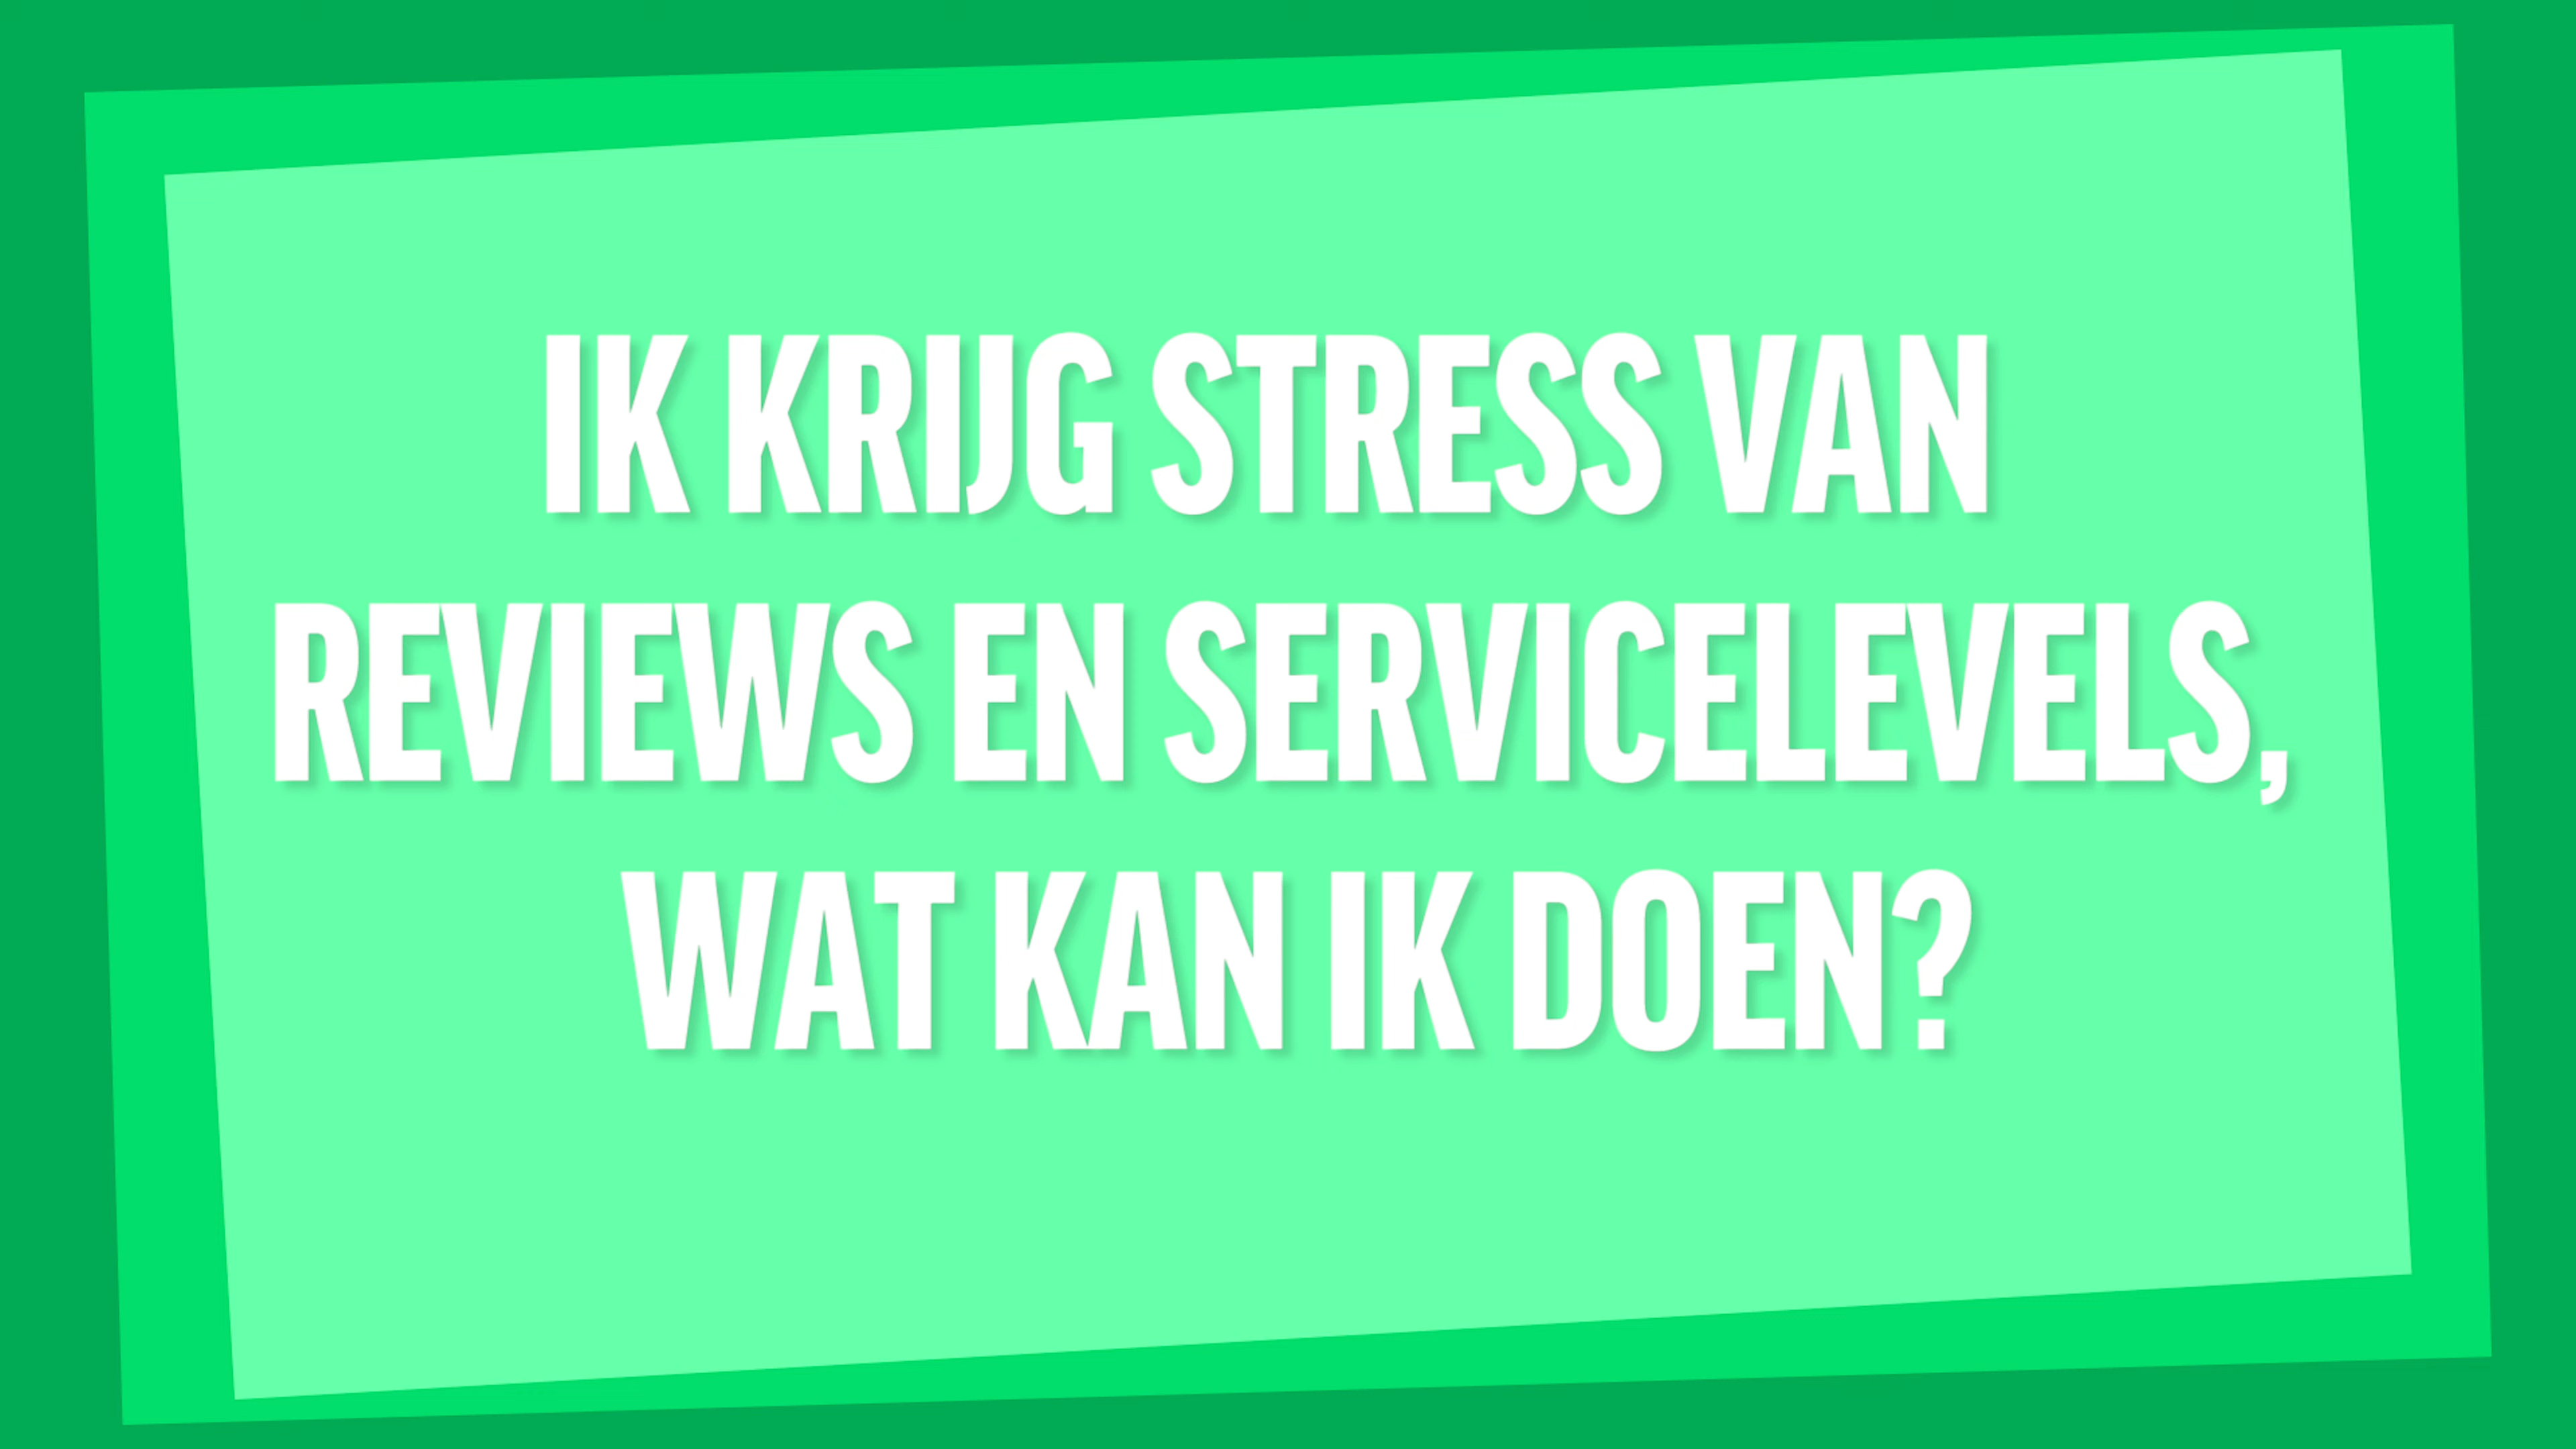 IK KRIJG STRESS VAN
REVIEWS EN SERVICELEVELS,
WAT KAN IK DOEN?